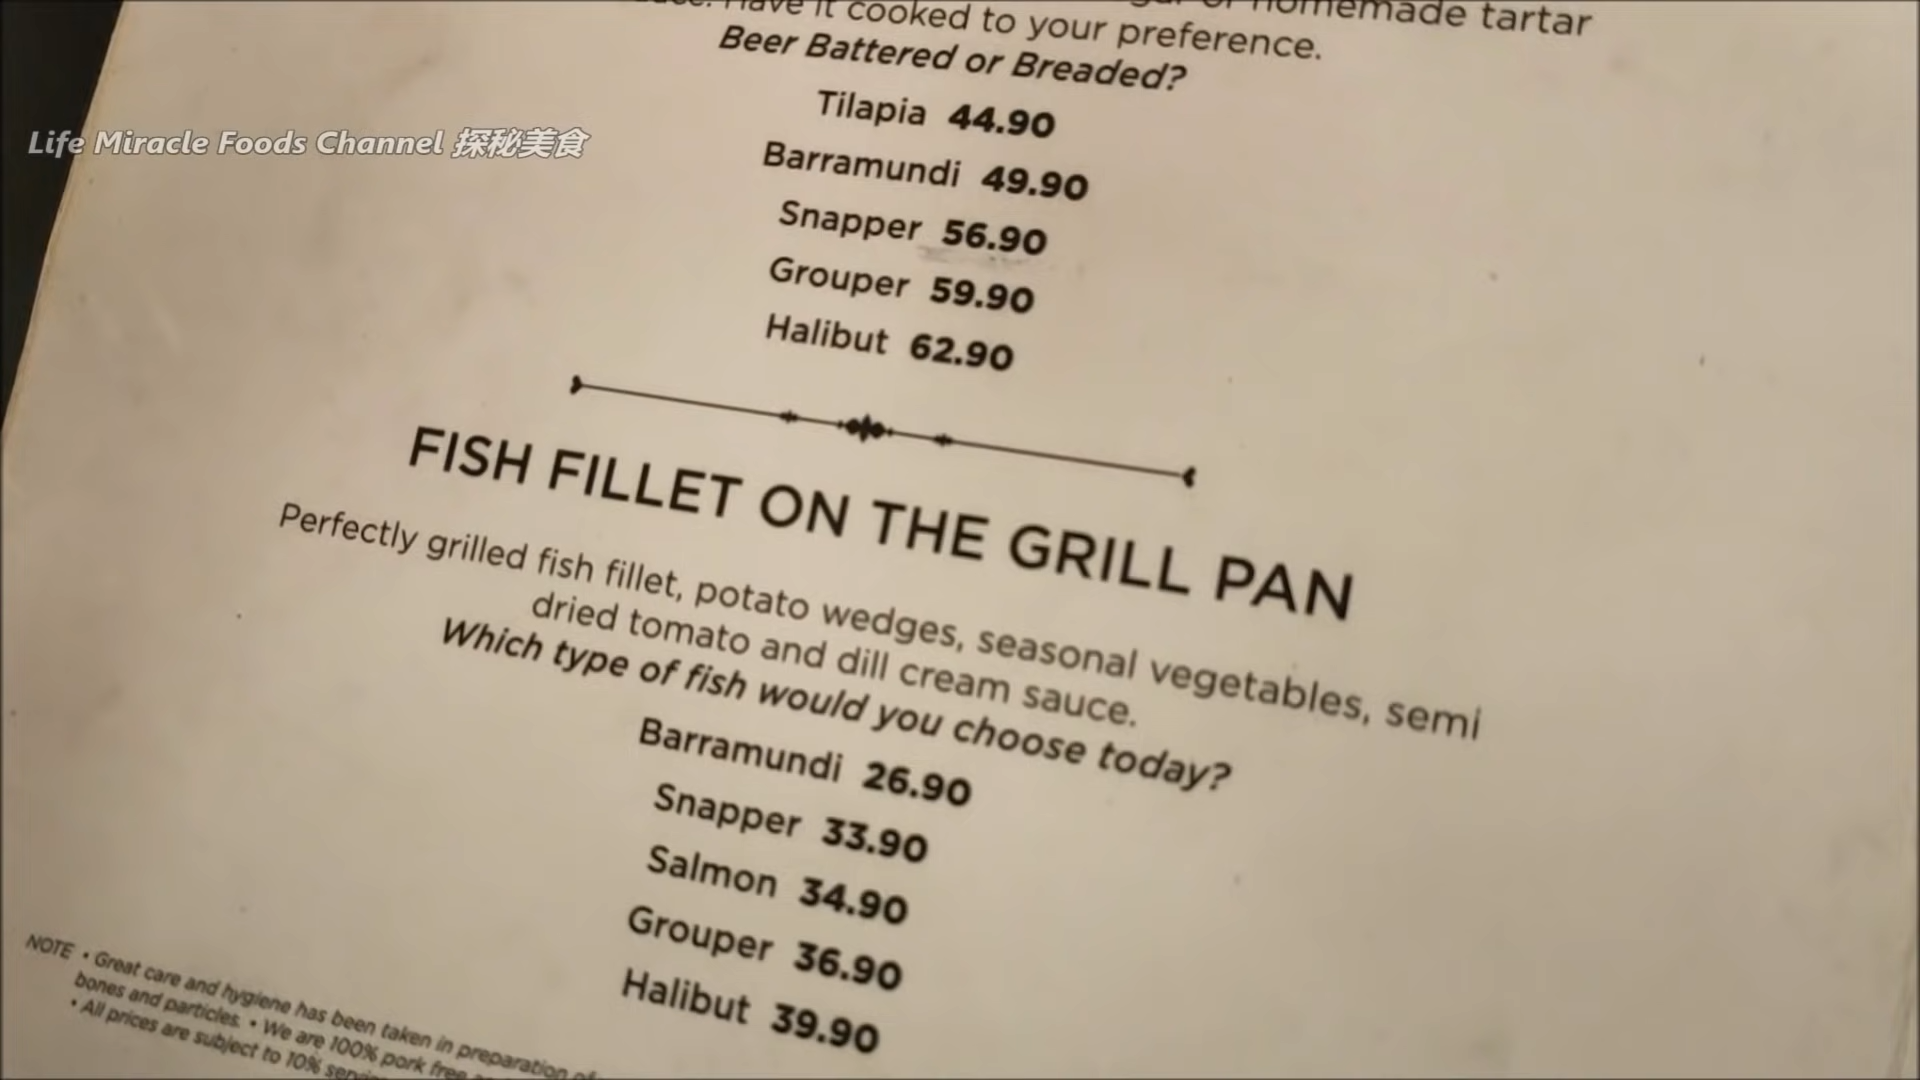 homemade tartar
Have it cooked to your preference.
Beer Battered or Breaded?
Tilapia 44.90
Barramundi 49.90
Snapper 56.90
Grouper 59.90
Halibut 62.90
Life Miracle Foods Channel 探秘美食
FISH FILLET ON THE GRILL PAN
Perfectly grilled fish fillet, potato wedges, seasonal vegetables, semi
dried tomato and dill cream sauce.
Which type of fish would you choose today?
Barramundi 26.90
Snapper 33.90
Salmon 34.90
Grouper 36.90
Halibut 39.90
NOTE • Great care and hygiene has been taken in preparation of
bones and particles. • We are 100% pork free
• All prices are subject to 10%